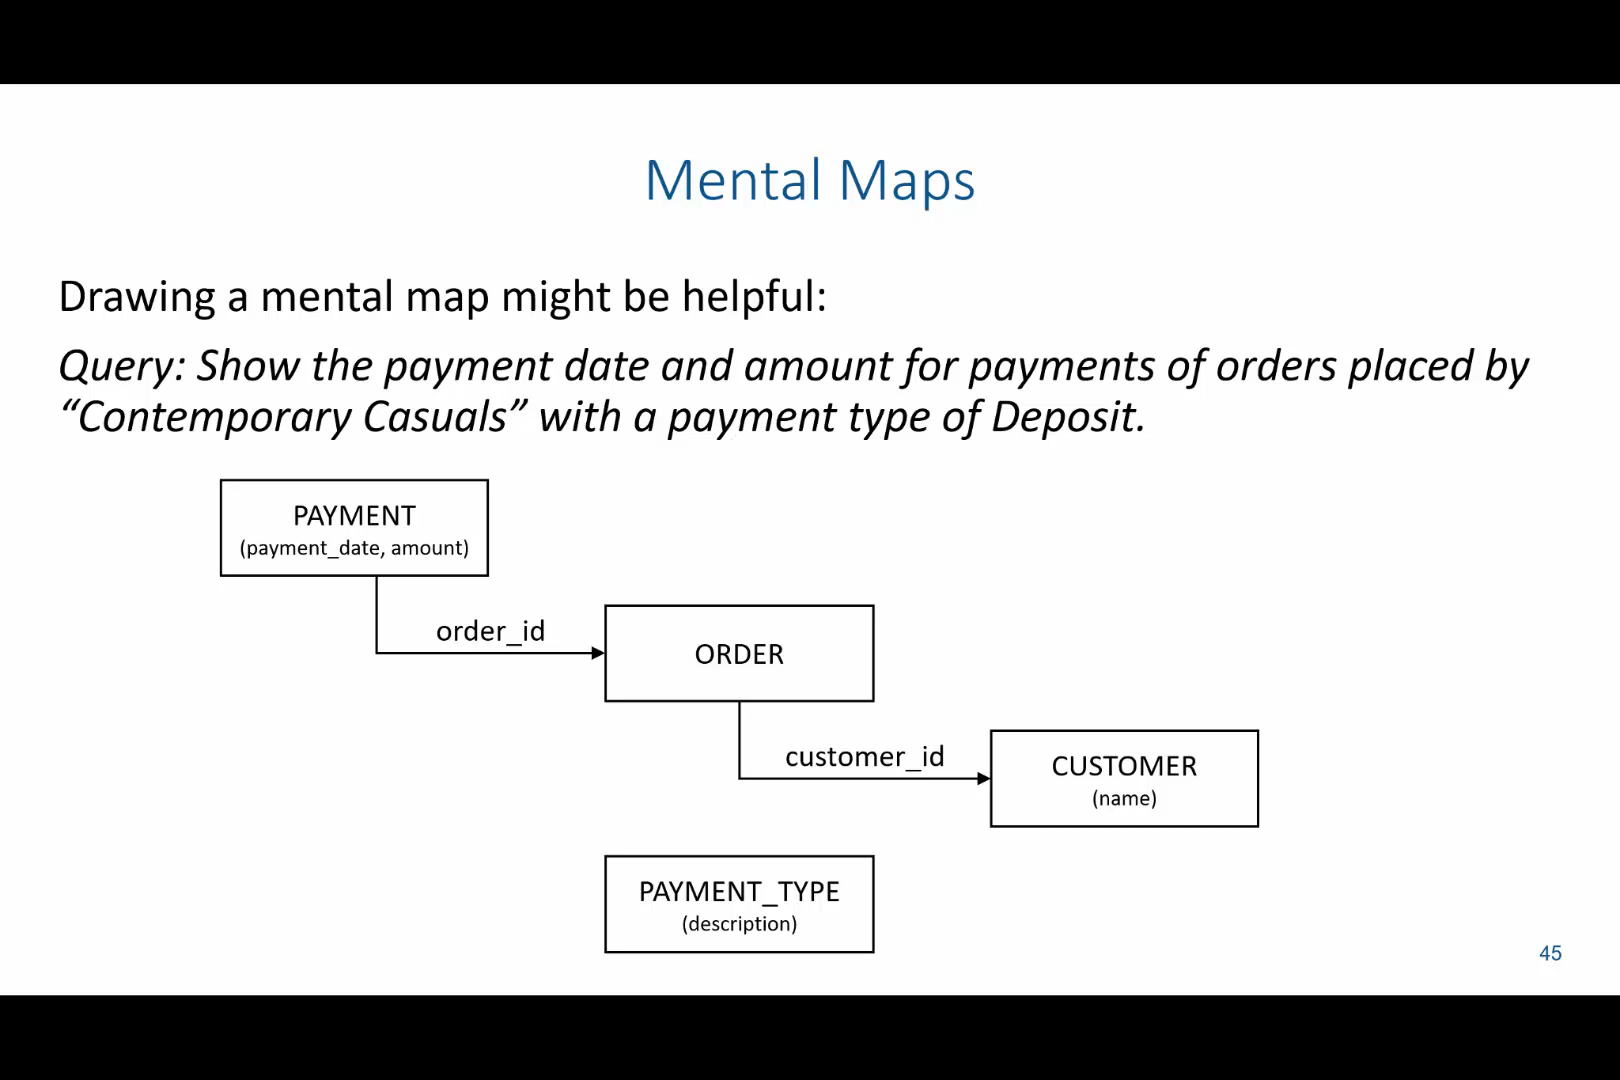 Mental Maps
Drawing a mental map might be helpful:
Query: Show the payment date and amount for payments of orders placed by
“Contemporary Casuals” with a payment type of Deposit.
PAYMENT
(payment_date, amount)
order_id
ORDER
customer_id
CUSTOMER
(name)
PAYMENT_TYPE
(description)
45